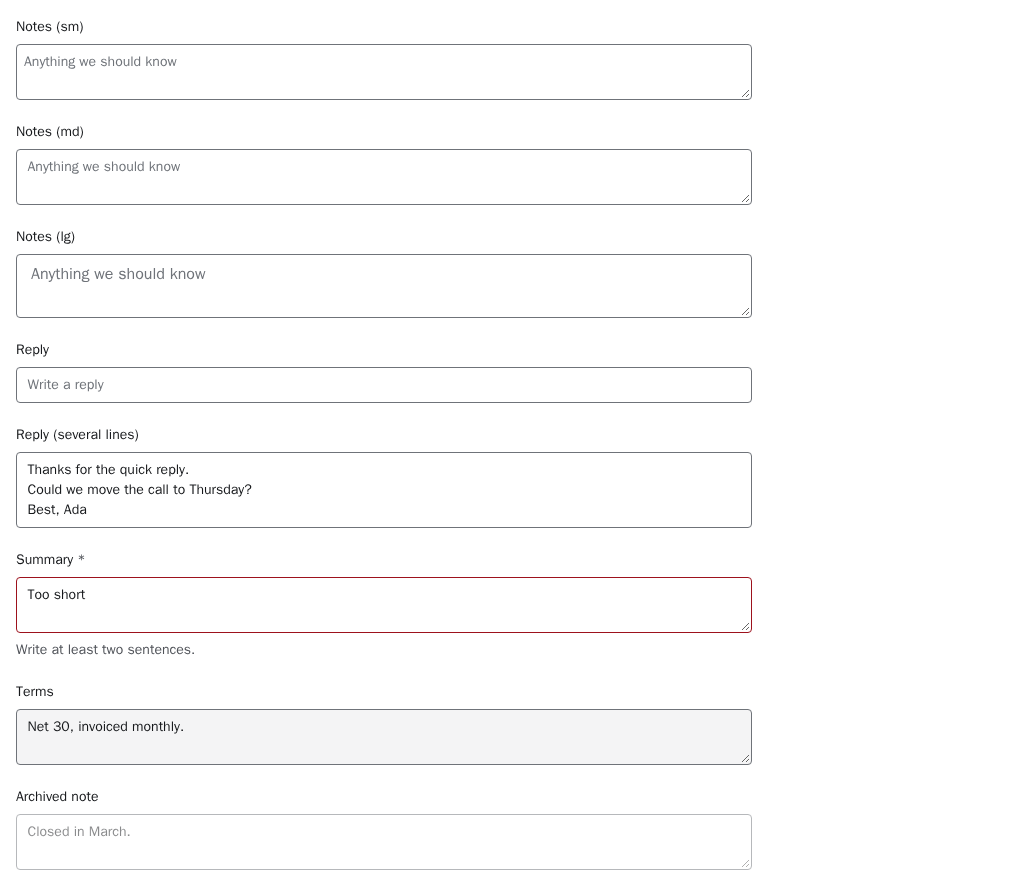 Notes (sm)
Anything we should know
Notes (md)
Anything we should know
Notes (lg)
Anything we should know
Reply
Write a reply
Reply (several lines)
Thanks for the quick reply.
Could we move the call to Thursday?
Best, Ada
Summary *
Too short
Write at least two sentences.
Terms
Net 30, invoiced monthly.
Archived note
Closed in March.